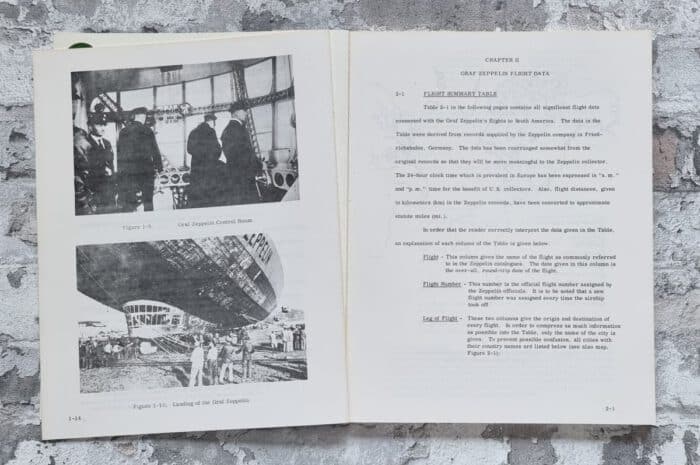 ZEPPELIN
Figure 1-9. Graf Zeppelin Control Room
Figure 1-10. Landing of the Graf Zeppelin
1-14
CHAPTER II
GRAF ZEPPELIN FLIGHT DATA
2-1 FLIGHT SUMMARY TABLE
Table 2-1 in the following pages contains all significant flight data
connected with the Graf Zeppelin's flights to South America. The data in the
Table were derived from records supplied by the Zeppelin company in Fried-
richshafen, Germany. The data has been rearranged somewhat from the
original records so that they will be more meaningful to the Zeppelin collector.
The 24-hour clock time which is prevalent in Europe has been expressed in "a.m."
and "p.m." time for the benefit of U.S. collectors. Also, flight distances, given
in kilometers (km) in the Zeppelin records, have been converted to approximate
statute miles (mi.).
In order that the reader correctly interpret the data given in the Table,
an explanation of each column of the Table is given below.
Flight - This column gives the name of the flight as commonly referred
to in the Zeppelin catalogues. The date given in this column is
the over-all, round-trip date of the flight.
Flight Number - This number is the official flight number assigned by
the Zeppelin officials. It is to be noted that a new
flight number was assigned every time the airship
took off
Leg of Flight - These two columns give the origin and destination of
every flight. In order to compress as much information
as possible into the Table, only the name of the city is
given. To prevent possible confusion, all cities with
their country names are listed below (see also map,
Figure 2-1):
2-1